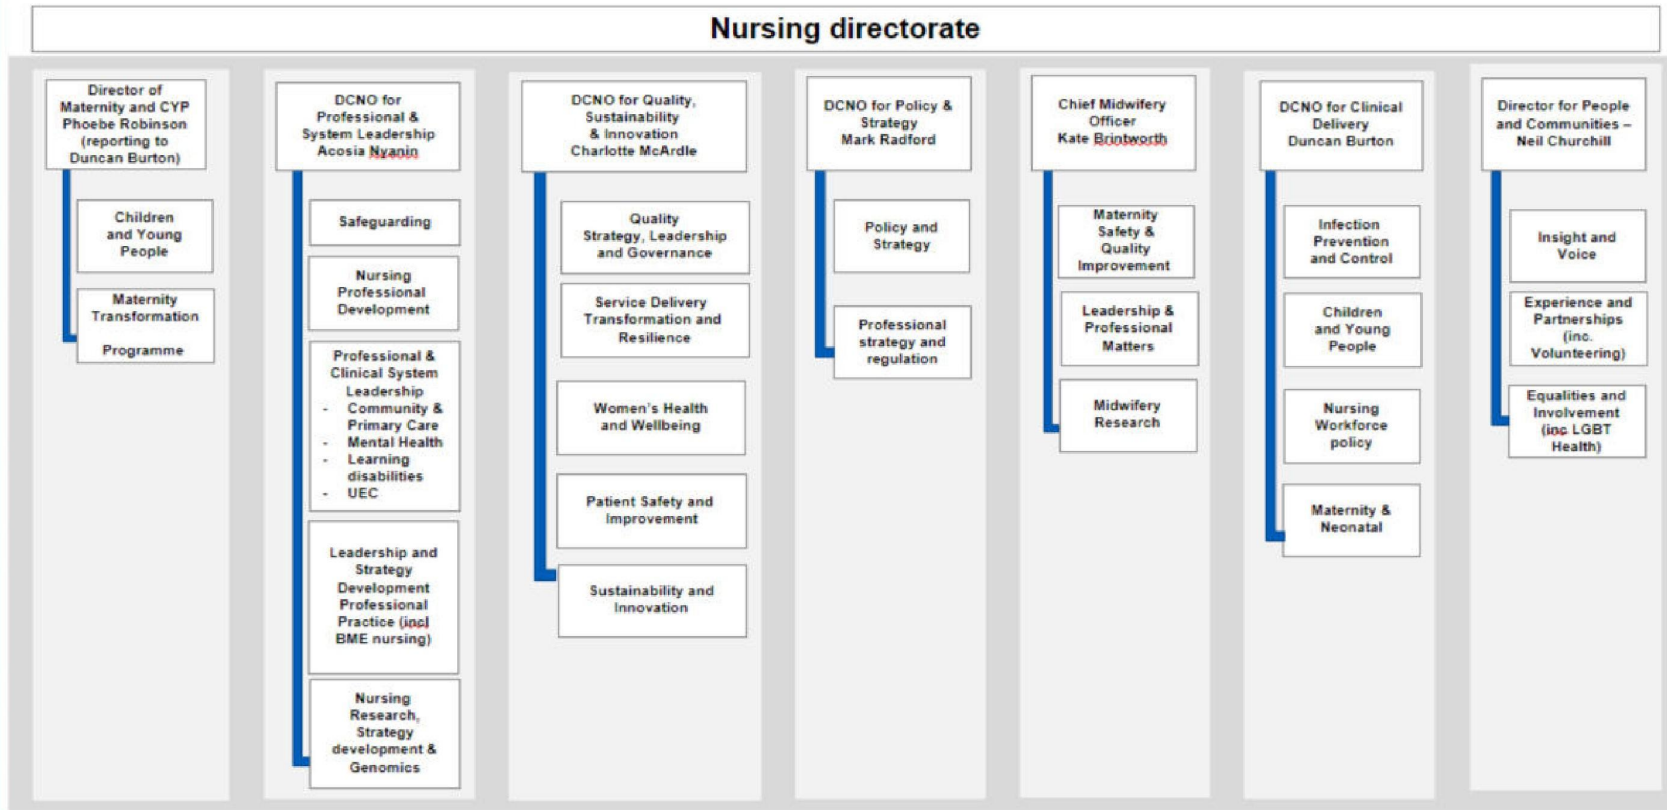 Nursing directorate
Director of
Maternity and CYP
Phoebe Robinson
(reporting to
Duncan Burton)
Children
and Young
People
Maternity
Transformation
Programme
DCNO for
Professional &
System Leadership
Acosia Nyanin
Safeguarding
Nursing
Professional
Development
Professional &
Clinical System
Leadership
- Community &
Primary Care
- Mental Health
- Learning
disabilities
- UEC
Leadership and
Strategy
Development
Professional
Practice (incl
BME nursing)
Nursing
Research,
Strategy
development &
Genomics
DCNO for Quality,
Sustainability
& Innovation
Charlotte McArdle
Quality
Strategy, Leadership
and Governance
Service Delivery
Transformation and
Resilience
Women's Health
and Wellbeing
Patient Safety and
Improvement
Sustainability and
Innovation
DCNO for Policy &
Strategy
Mark Radford
Policy and
Strategy
Professional
strategy and
regulation
Chief Midwifery
Officer
Kate Brintworth
Maternity
Safety &
Quality
Improvement
Leadership &
Professional
Matters
Midwifery
Research
DCNO for Clinical
Delivery
Duncan Burton
Infection
Prevention
and Control
Children
and Young
People
Nursing
Workforce
policy
Maternity &
Neonatal
Director for People
and Communities –
Neil Churchill
Insight and
Voice
Experience and
Partnerships
(inc.
Volunteering)
Equalities and
Involvement
(inc LGBT
Health)